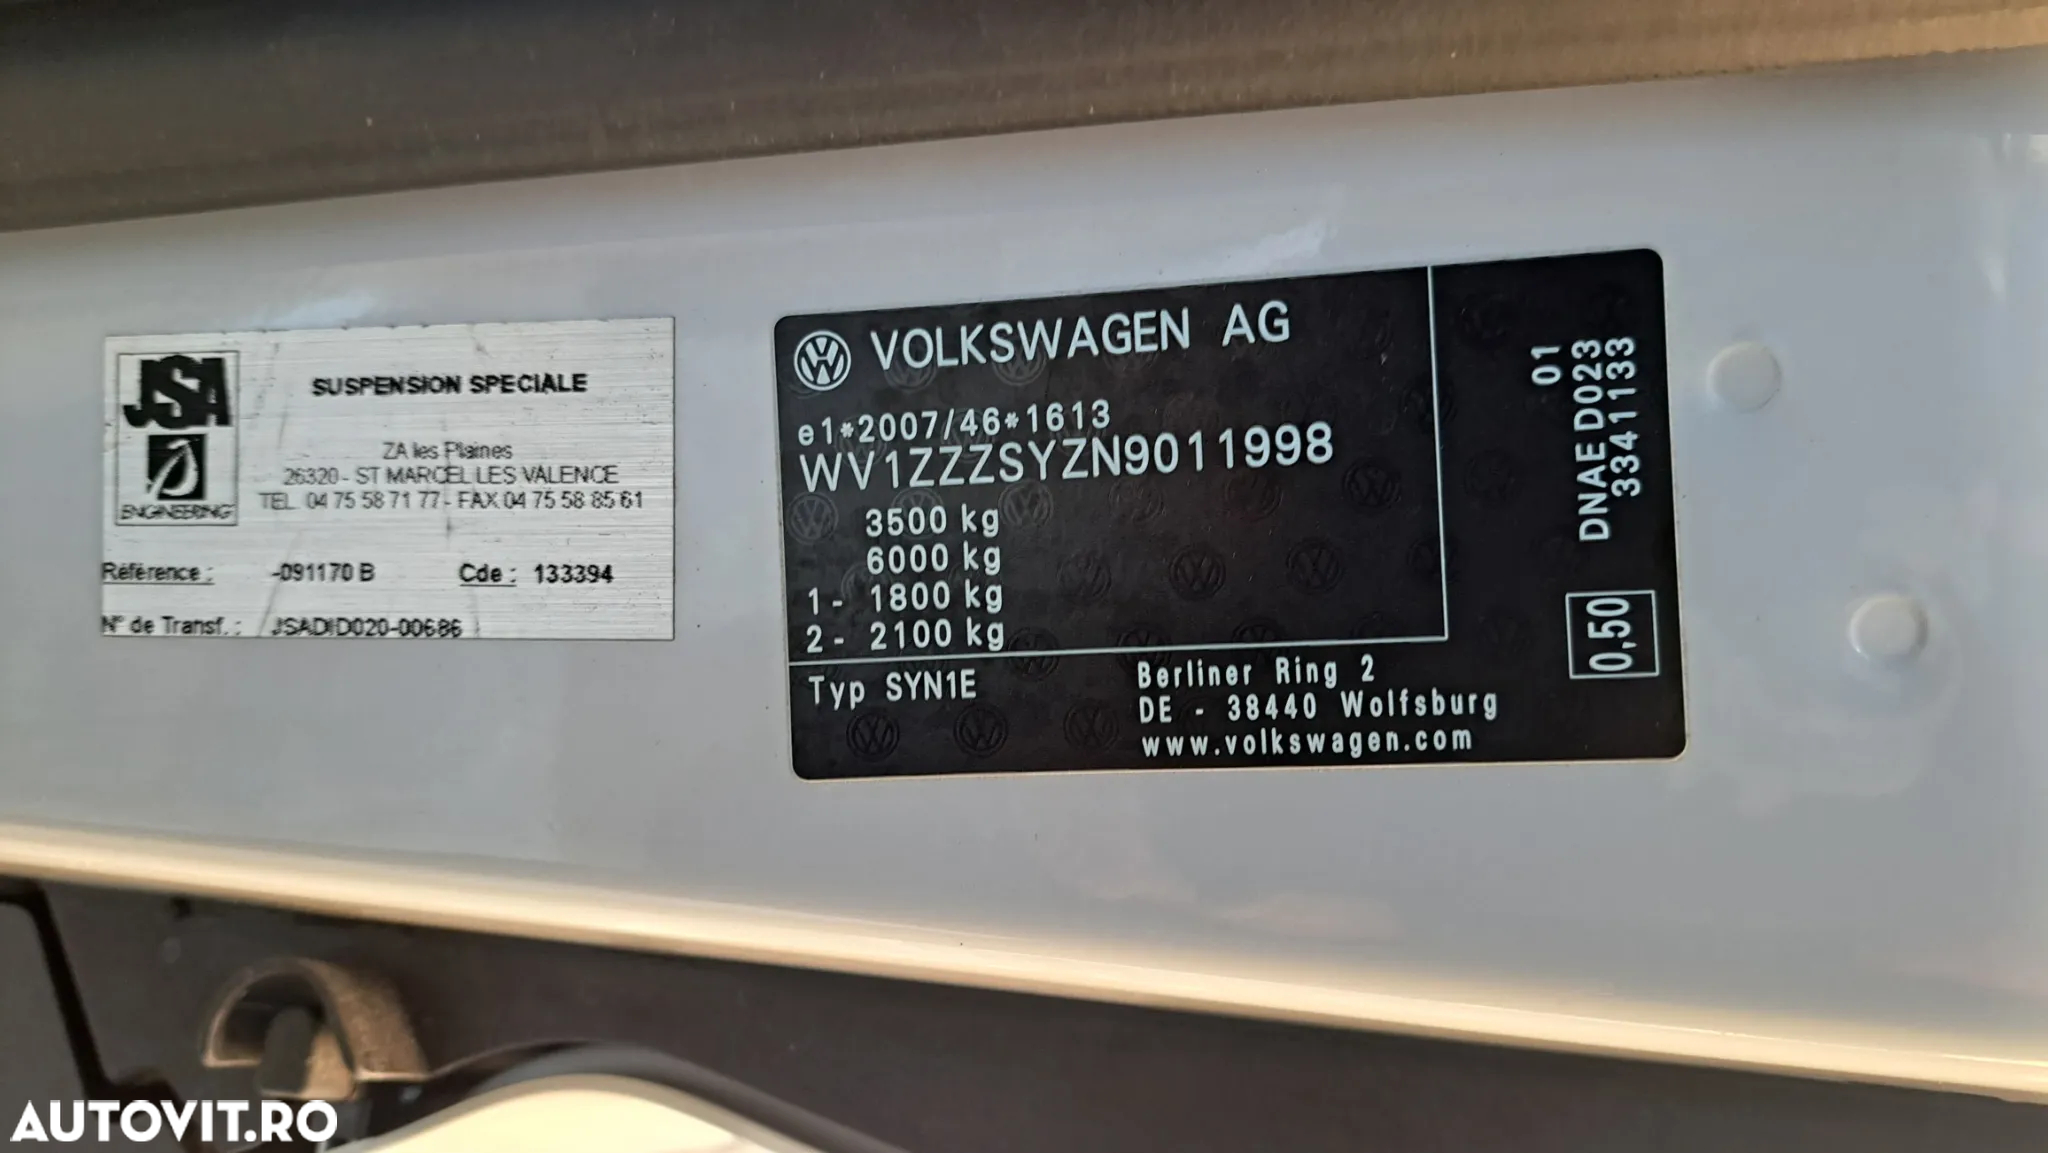 JSA
ENGINEERING
SUSPENSION SPECIALE
ZA les Plaines
26320 - ST MARCEL LES VALENCE
TEL. 04 75 58 71 77 - FAX 04 75 58 85 61
Référence : -091170 B Cde : 133394
N° de Transf. : JSADID020-00686
VOLKSWAGEN AG
e1*2007/46*1613
WV1ZZZSYZN9011998
3500 kg
6000 kg
1- 1800 kg
2- 2100 kg
Typ SYN1E
Berliner Ring 2
DE - 38440 Wolfsburg
www.volkswagen.com
01
DNAE D023
3341133
0,50
AUTOVIT.RO